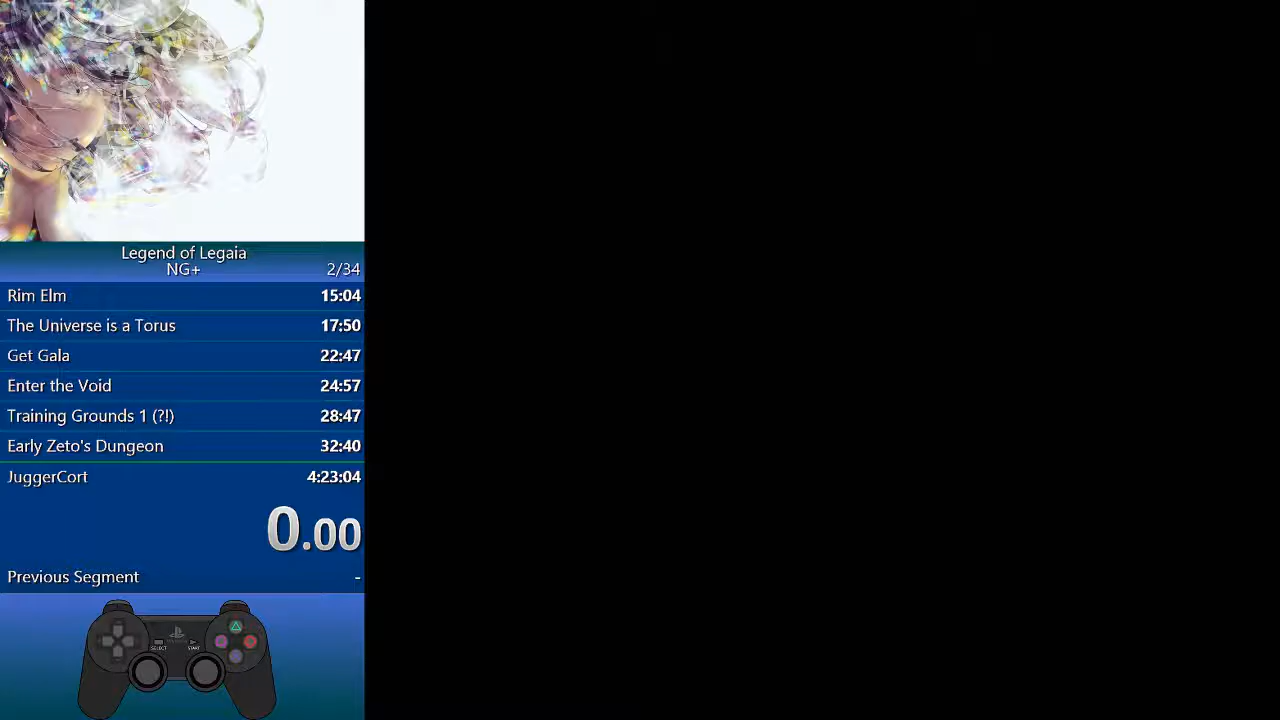 Legend of Legaia
NG+ 2/34
Rim Elm 15:04
The Universe is a Torus 17:50
Get Gala 22:47
Enter the Void 24:57
Training Grounds 1 (?!) 28:47
Early Zeto's Dungeon 32:40
JuggerCort 4:23:04
0.00
Previous Segment -
SELECT START